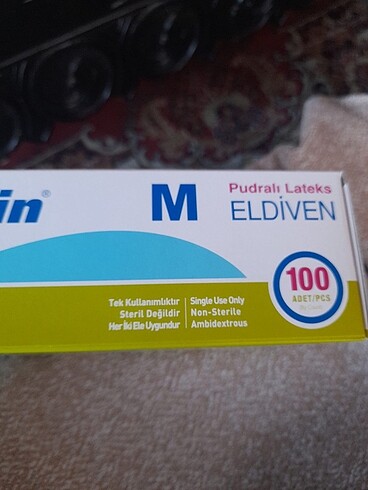 in®
M
Pudralı Lateks
ELDİVEN
100
ADET/PCS
Tek Kullanımlıktır
Steril Değildir
Her İki Ele Uygundur
Single Use Only
Non-Sterile
Ambidextrous